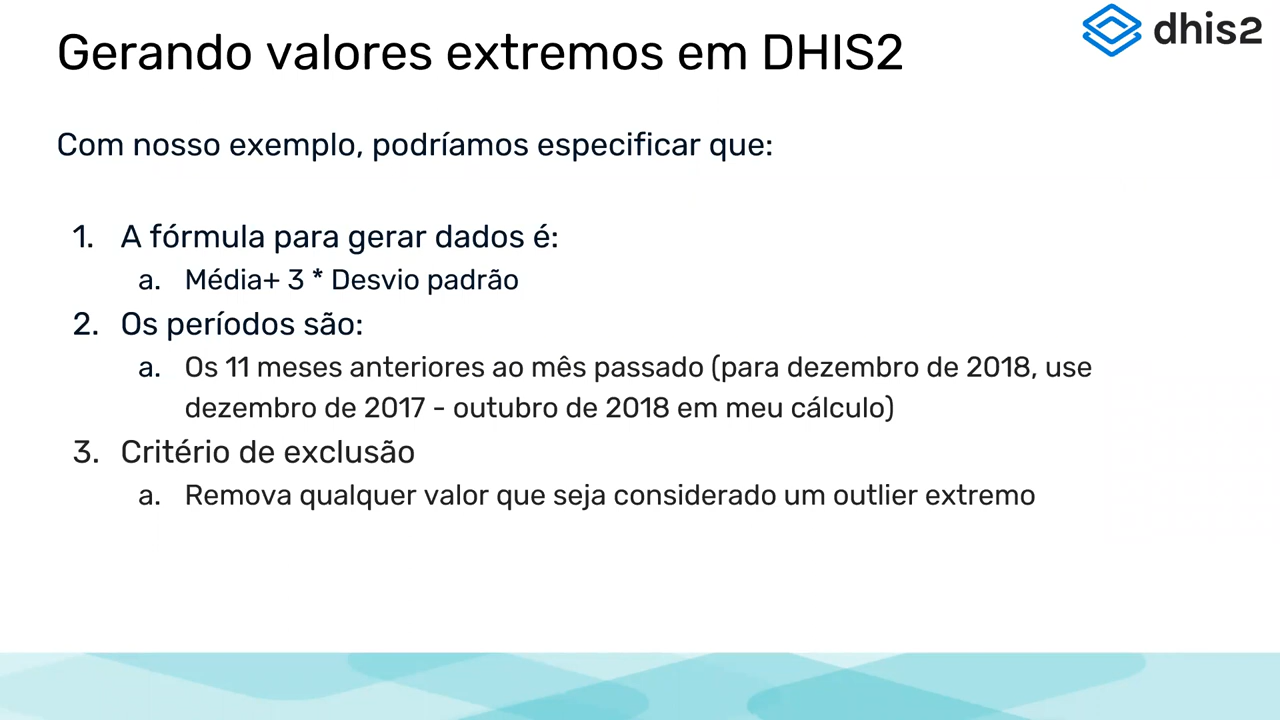 Gerando valores extremos em DHIS2
dhis2
Com nosso exemplo, podríamos especificar que:
1. A fórmula para gerar dados é:
a. Média+ 3 * Desvio padrão
2. Os períodos são:
a. Os 11 meses anteriores ao mês passado (para dezembro de 2018, use
dezembro de 2017 - outubro de 2018 em meu cálculo)
3. Critério de exclusão
a. Remova qualquer valor que seja considerado um outlier extremo